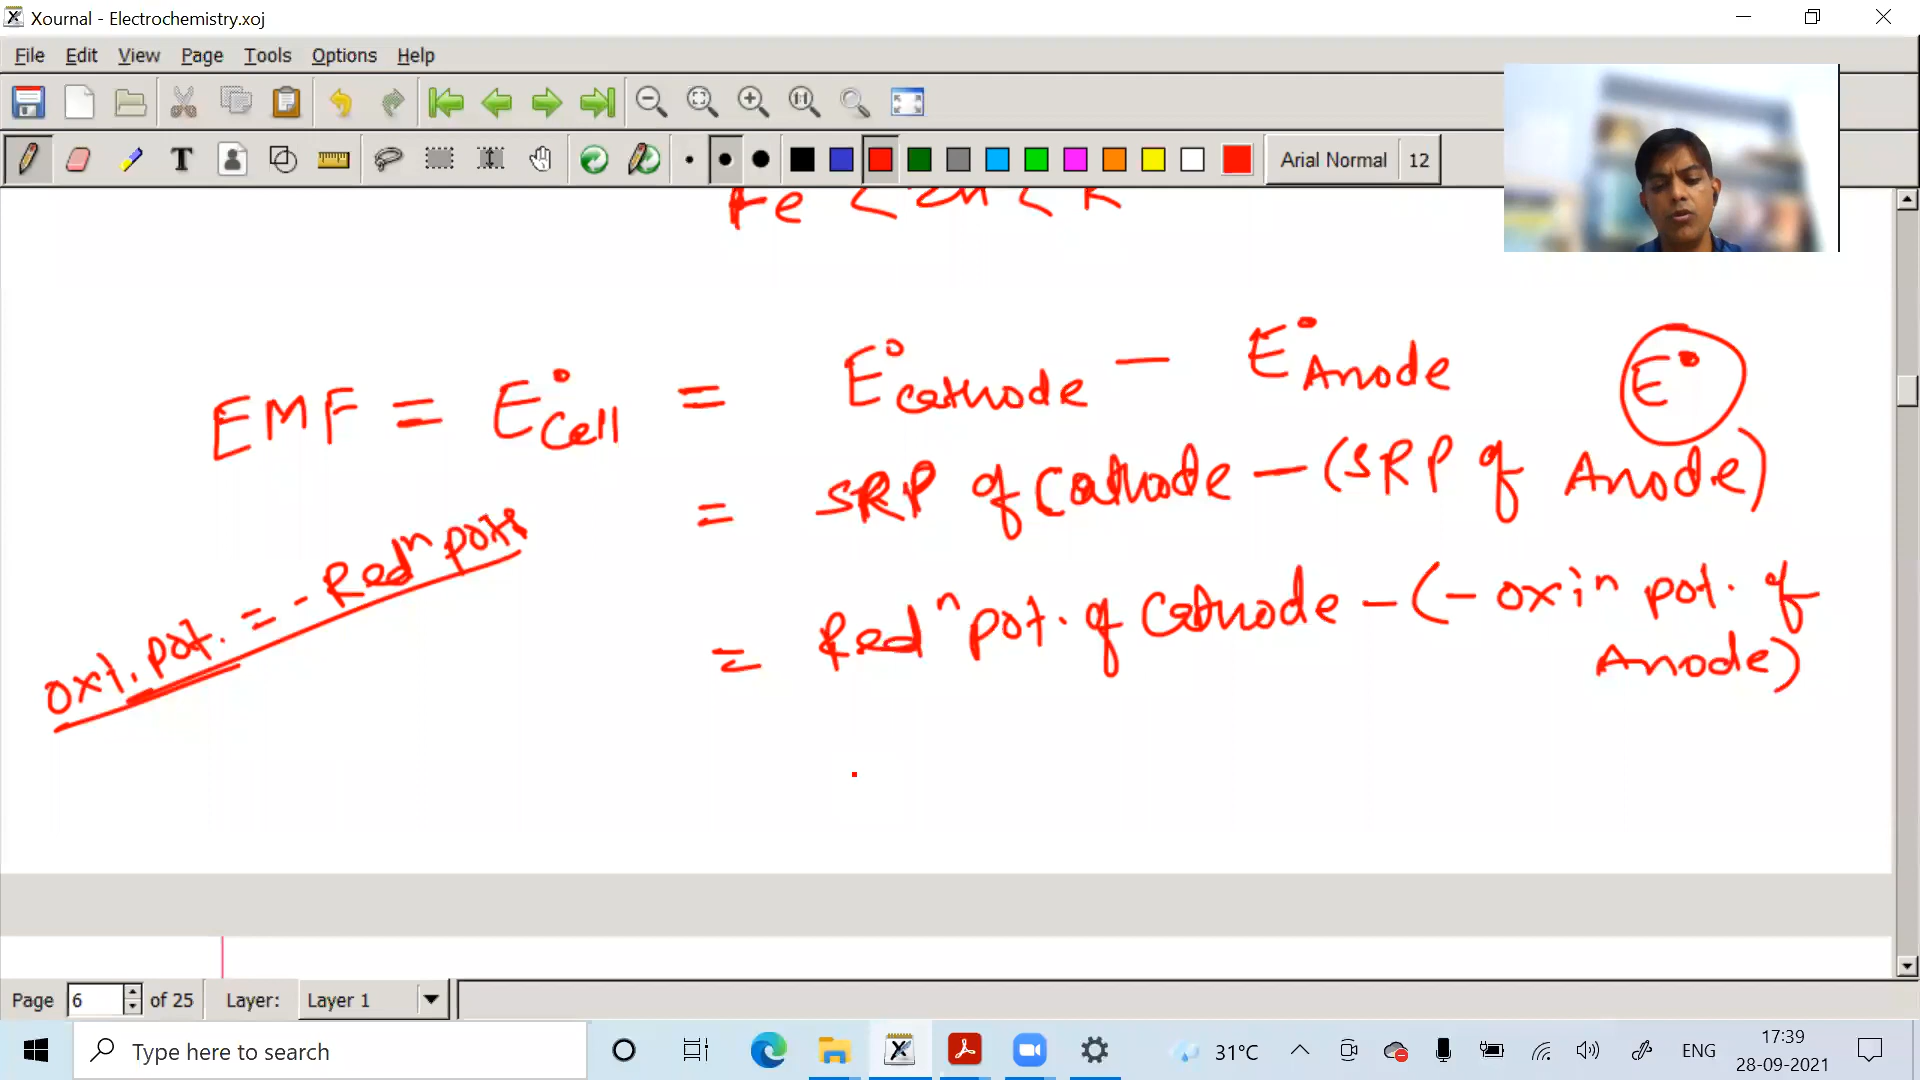 Xournal - Electrochemistry.xoj
File Edit View Page Tools Options Help
T Arial Normal 12
Fe < Zn < K
EMF = E°Cell = E°Cathode — E°Anode E°
= SRP of Cathode — (SRP of Anode)
oxi. pot. = - Redⁿ pot.
= Redⁿ pot. of Cathode — (- oxiⁿ pot. of
Anode)
Page 6 of 25 Layer: Layer 1
Type here to search
31°C ENG 17:39
28-09-2021